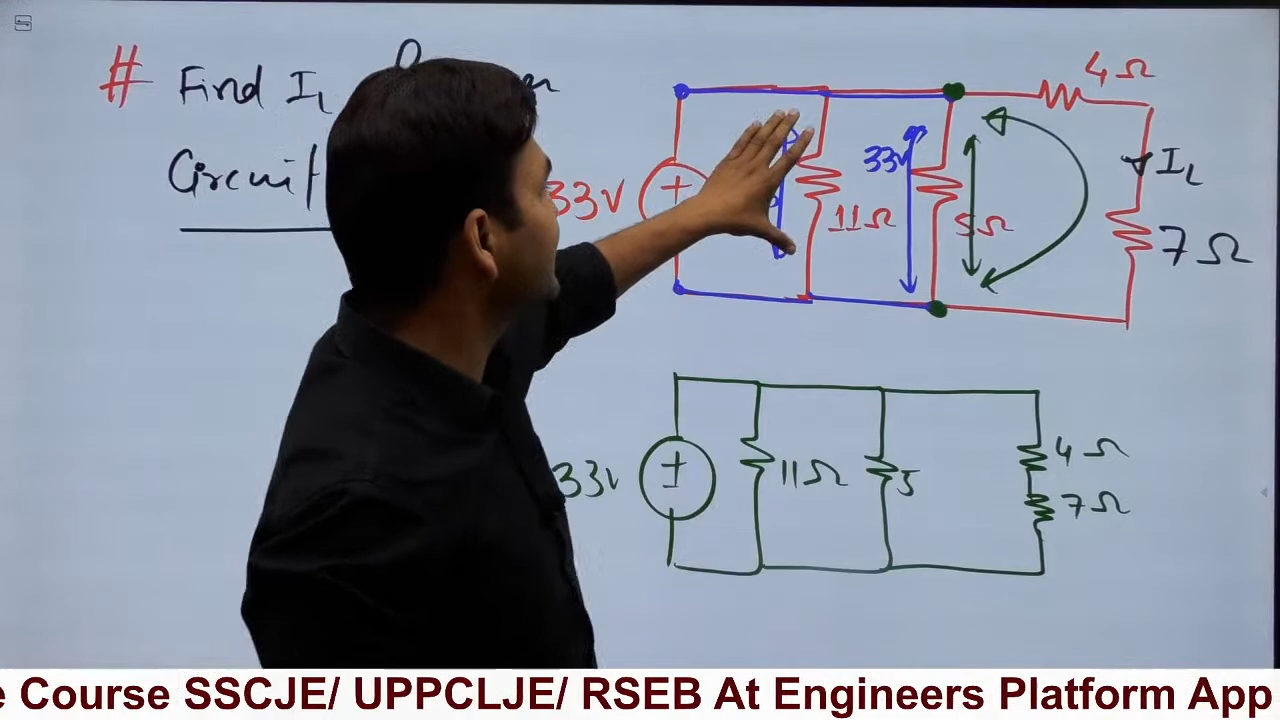 # Find IL
Circuit
4Ω
33V
+
11Ω
33V
5Ω
IL
7Ω
33V
+
11Ω
5
4Ω
7Ω
e Course SSCJE/ UPPCLJE/ RSEB At Engineers Platform App